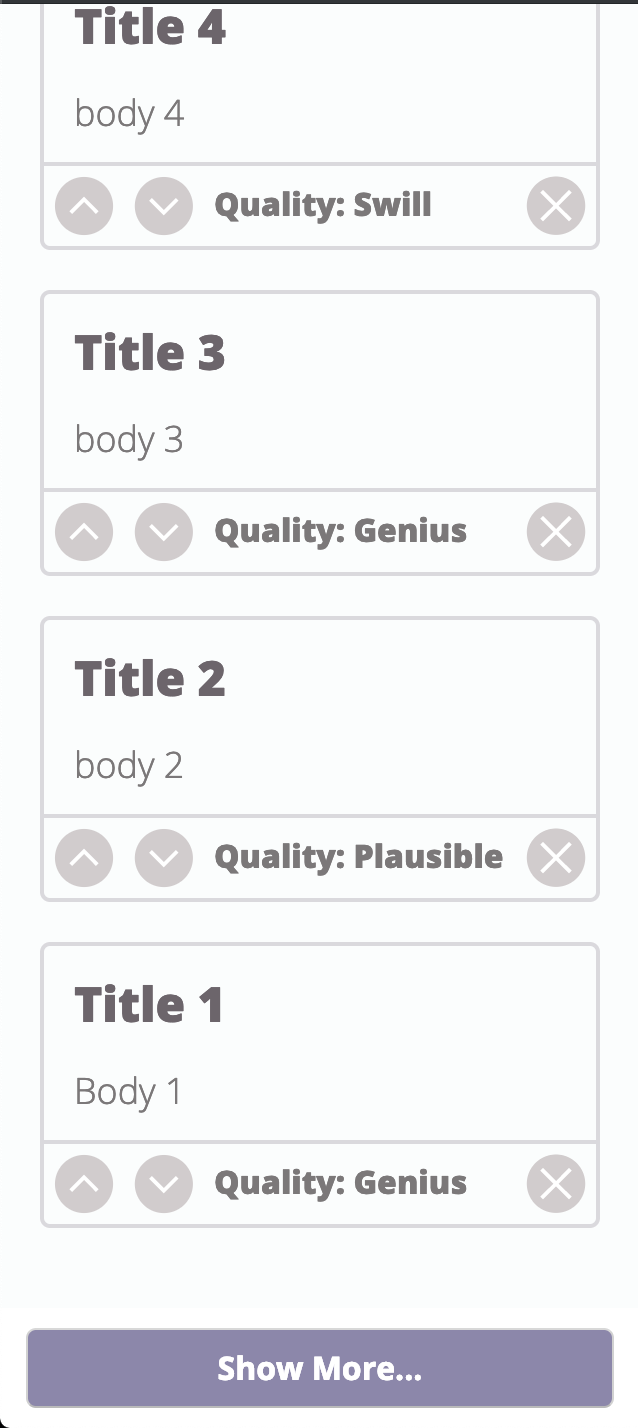 Title 4
body 4
Quality: Swill
Title 3
body 3
Quality: Genius
Title 2
body 2
Quality: Plausible
Title 1
Body 1
Quality: Genius
Show More...